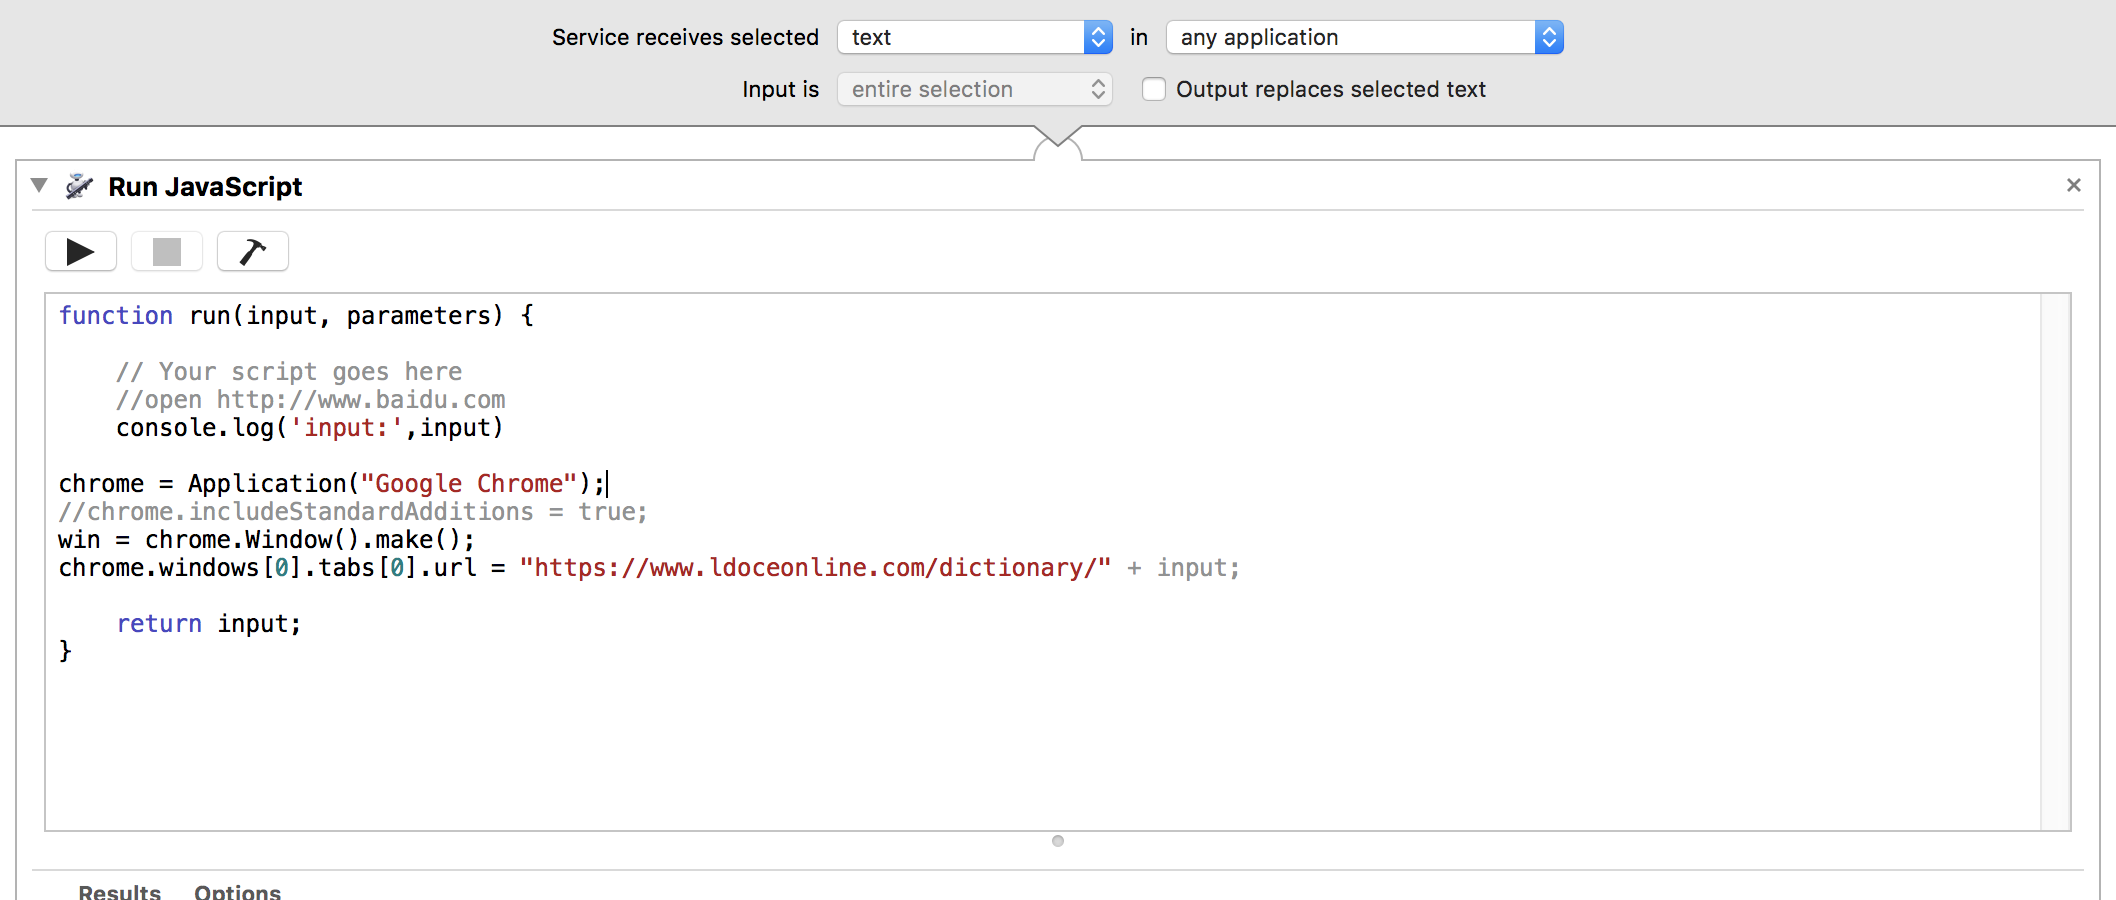 Service receives selected text in any application
Input is entire selection Output replaces selected text
Run JavaScript
function run(input, parameters) {
// Your script goes here
//open http://www.baidu.com
console.log('input:',input)
chrome = Application("Google Chrome");
//chrome.includeStandardAdditions = true;
win = chrome.Window().make();
chrome.windows[0].tabs[0].url = "https://www.ldoceonline.com/dictionary/" + input;
return input;
}
Results Options